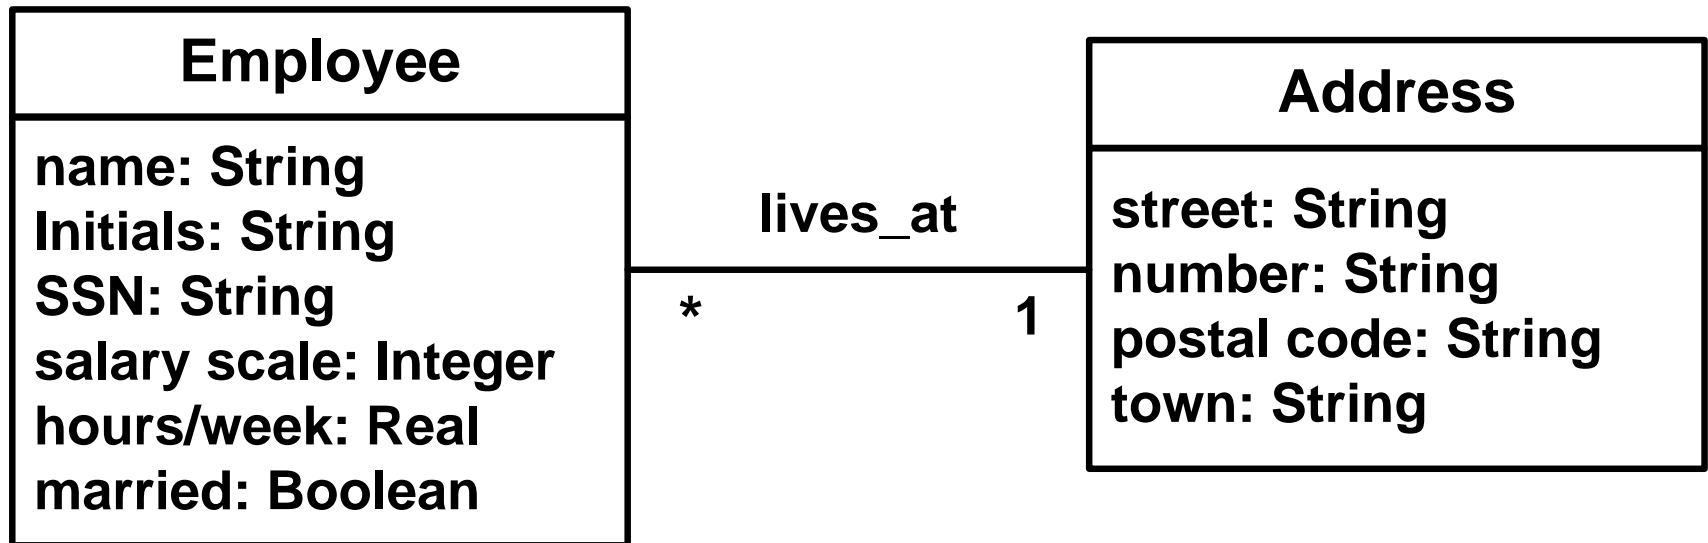 Employee
name: String
Initials: String
SSN: String
salary scale: Integer
hours/week: Real
married: Boolean
lives_at
* 1
Address
street: String
number: String
postal code: String
town: String